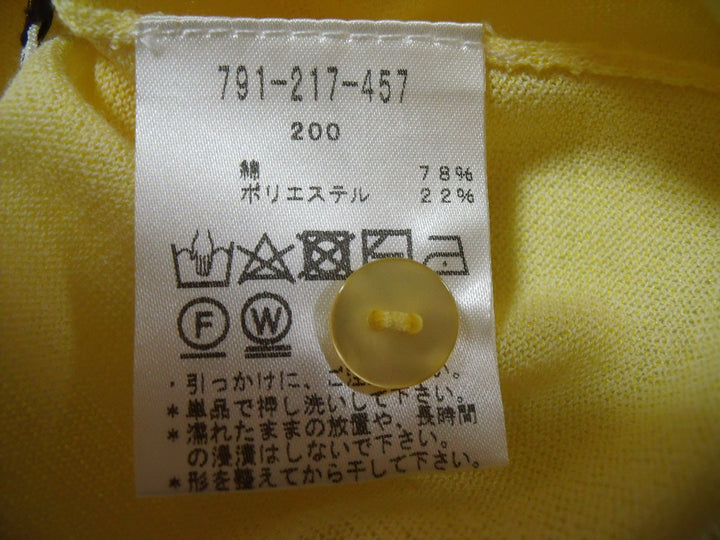 791-217-457
200
綿 78%
ポリエステル 22%
F W
・引っかけに、ご注 い。
*単品で押し洗いして下さい。
*濡れたままの放置や、長時間
の浸漬はしないで下さい。
*形を整えてから干して下さい。